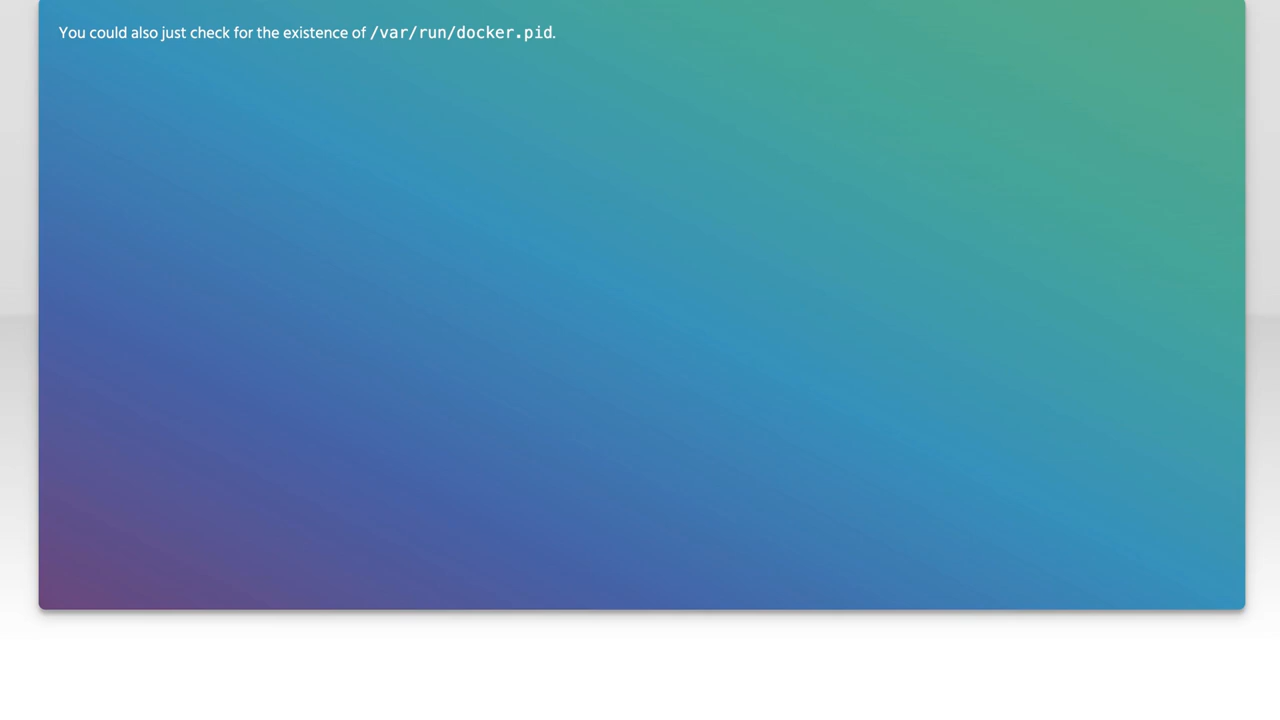 You could also just check for the existence of /var/run/docker.pid.